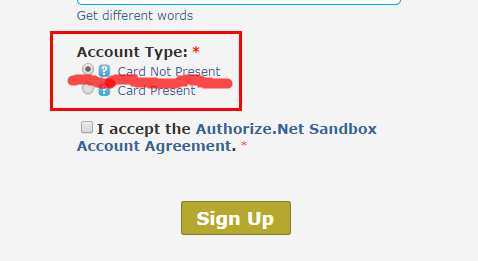 Get different words
Account Type: *
? Card Not Present
? Card Present
I accept the Authorize.Net Sandbox
Account Agreement. *
Sign Up